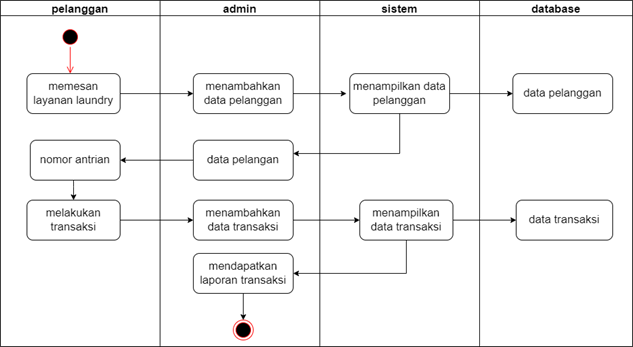 pelanggan
admin
sistem
database
memesan
layanan laundry
menambahkan
data pelanggan
menampilkan data
pelanggan
data pelanggan
nomor antrian
data pelangan
melakukan
transaksi
menambahkan
data transaksi
menampilkan
data transaksi
data transaksi
mendapatkan
laporan transaksi